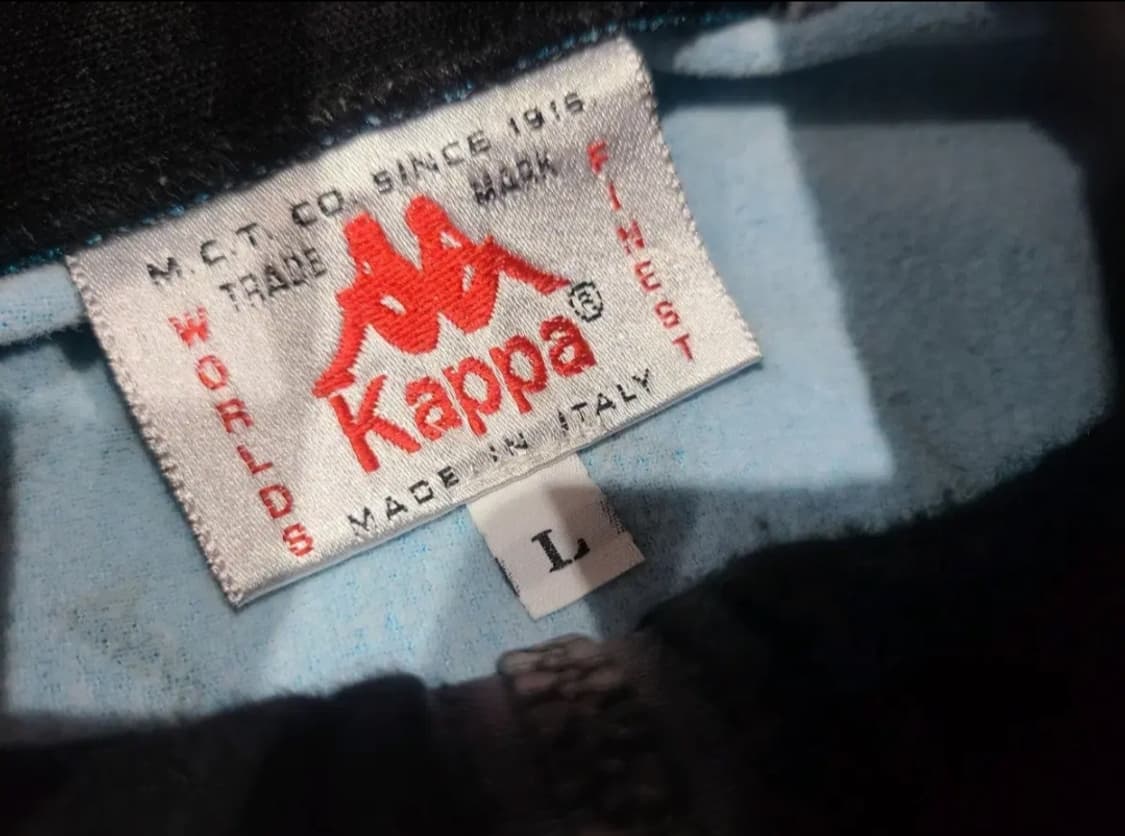 M.C.T. CO. SINCE 1916
TRADE MARK
WORLDS
FINEST
Kappa®
MADE IN ITALY
L